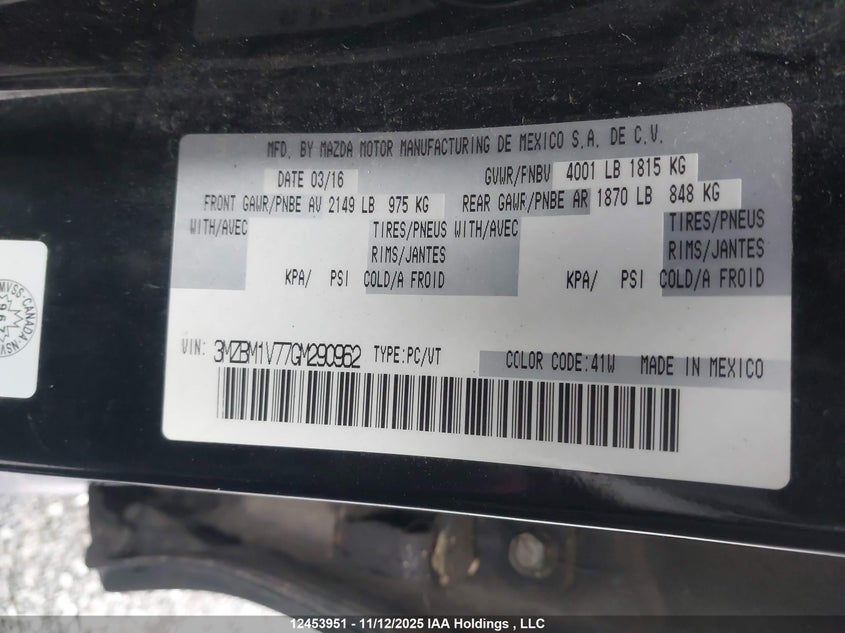 MFD. BY MAZDA MOTOR MANUFACTURING DE MEXICO S.A. DE C.V.
DATE 03/16 GVWR/PNBV 4001 LB 1815 KG
FRONT GAWR/PNBE AV 2149 LB 975 KG REAR GAWR/PNBE AR 1870 LB 848 KG
WITH/AVEC TIRES/PNEUS WITH/AVEC TIRES/PNEUS
RIMS/JANTES RIMS/JANTES
KPA/ PSI COLD/A FROID KPA/ PSI COLD/A FROID
VIN: 3MZBM1V77GM290962 TYPE:PC/VT COLOR CODE:41W MADE IN MEXICO
CANADA
12453951 - 11/12/2025 IAA Holdings , LLC